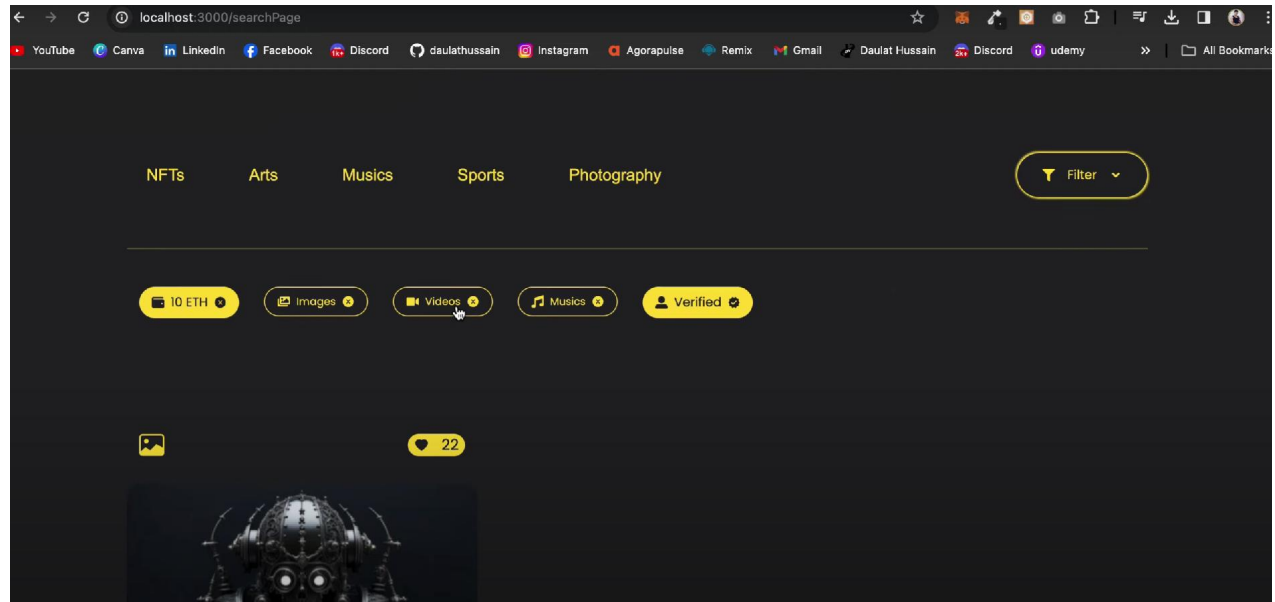 localhost:3000/searchPage
YouTube Canva LinkedIn Facebook Discord daulathussain Instagram Agorapulse Remix Gmail Daulat Hussain Discord udemy » All Bookmarks
NFTs Arts Musics Sports Photography Filter
10 ETH Images Videos Musics Verified
22